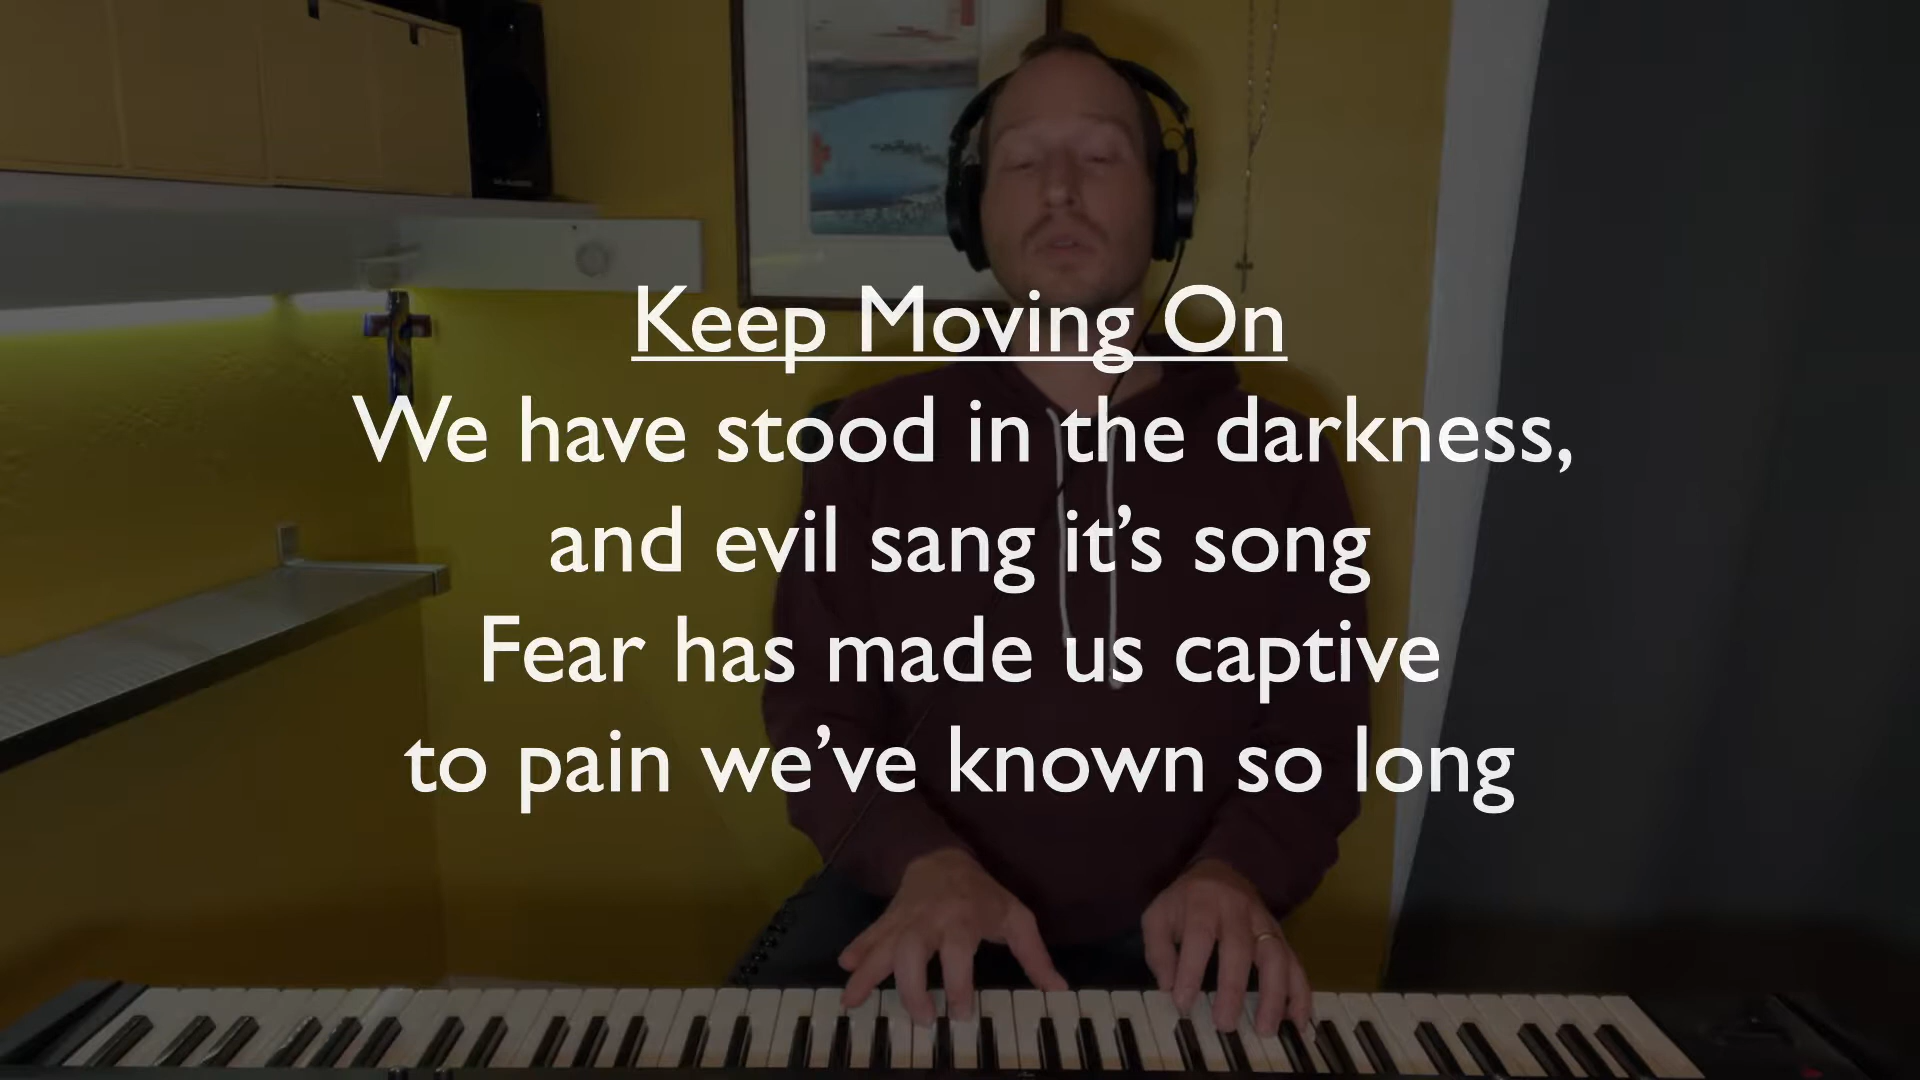 Keep Moving On
We have stood in the darkness,
and evil sang it’s song
Fear has made us captive
to pain we’ve known so long